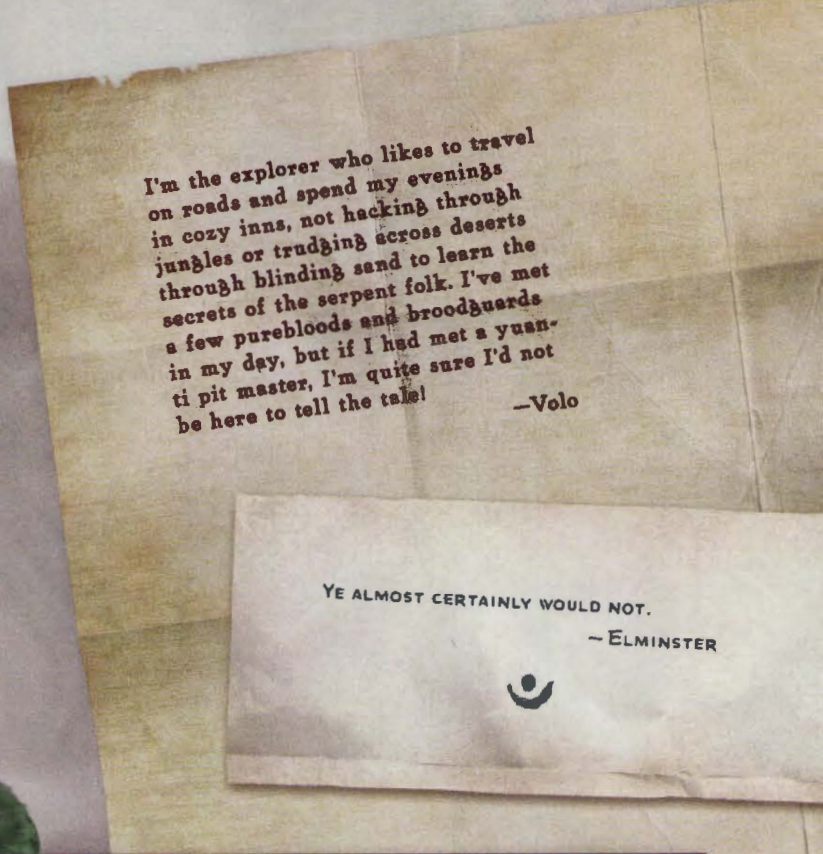 I'm the explorer who likes to travel
on roads and spend my evenings
in cozy inns, not hacking through
jungles or trudging across deserts
through blinding sand to learn the
secrets of the serpent folk. I've met
a few purebloods and broodguards
in my day, but if I had met a yuan-
ti pit master, I'm quite sure I'd not
be here to tell the tale!
—Volo
Ye almost certainly would not.
~Elminster